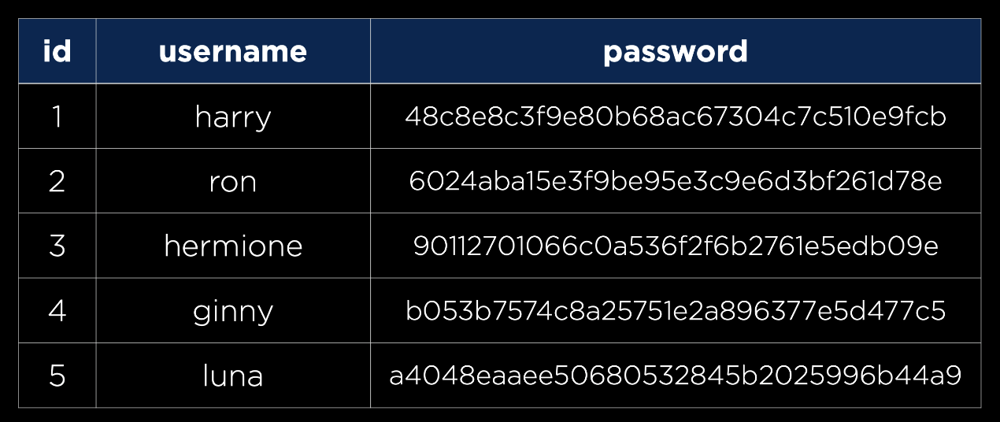 id username password
1 harry 48c8e8c3f9e80b68ac67304c7c510e9fcb
2 ron 6024aba15e3f9be95e3c9e6d3bf261d78e
3 hermione 90112701066c0a536f2f6b2761e5edb09e
4 ginny b053b7574c8a25751e2a896377e5d477c5
5 luna a4048eaaee50680532845b2025996b44a9